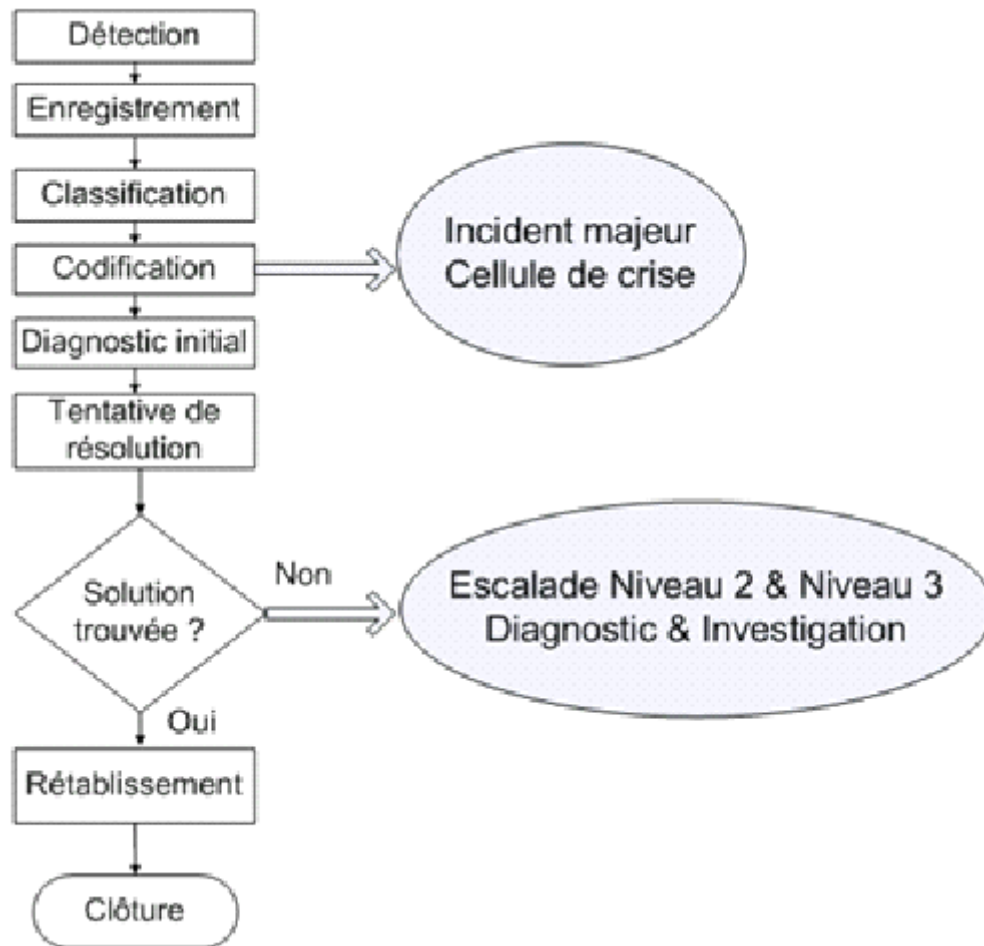 Détection
Enregistrement
Classification
Codification
Incident majeur
Cellule de crise
Diagnostic initial
Tentative de
résolution
Solution
trouvée ?
Non
Escalade Niveau 2 & Niveau 3
Diagnostic & Investigation
Oui
Rétablissement
Clôture